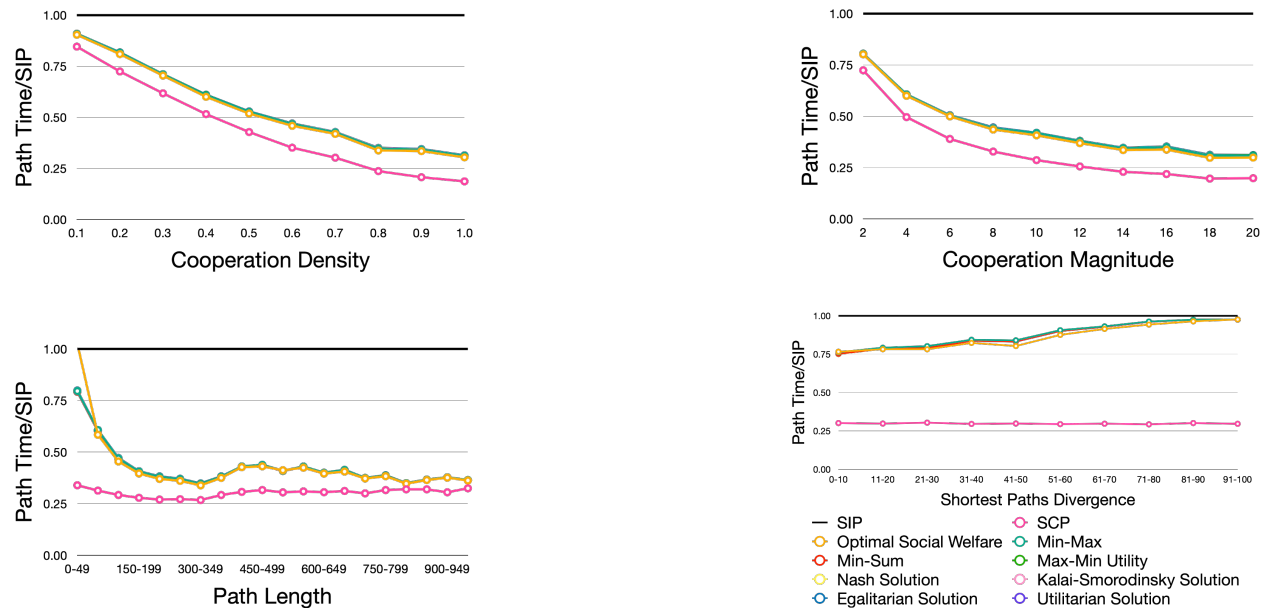 1.00
0.75
0.50
0.25
0.00
Path Time/SIP
0.1 0.2 0.3 0.4 0.5 0.6 0.7 0.8 0.9 1.0
Cooperation Density
1.00
0.75
0.50
0.25
0.00
Path Time/SIP
2 4 6 8 10 12 14 16 18 20
Cooperation Magnitude
1.00
0.75
0.50
0.25
0.00
Path Time/SIP
0-49 150-199 300-349 450-499 600-649 750-799 900-949
Path Length
1.00
0.75
0.50
0.25
0.00
Path Time/SIP
0-10 11-20 21-30 31-40 41-50 51-60 61-70 71-80 81-90 91-100
Shortest Paths Divergence
SIP SCP
Optimal Social Welfare Min-Max
Min-Sum Max-Min Utility
Nash Solution Kalai-Smorodinsky Solution
Egalitarian Solution Utilitarian Solution